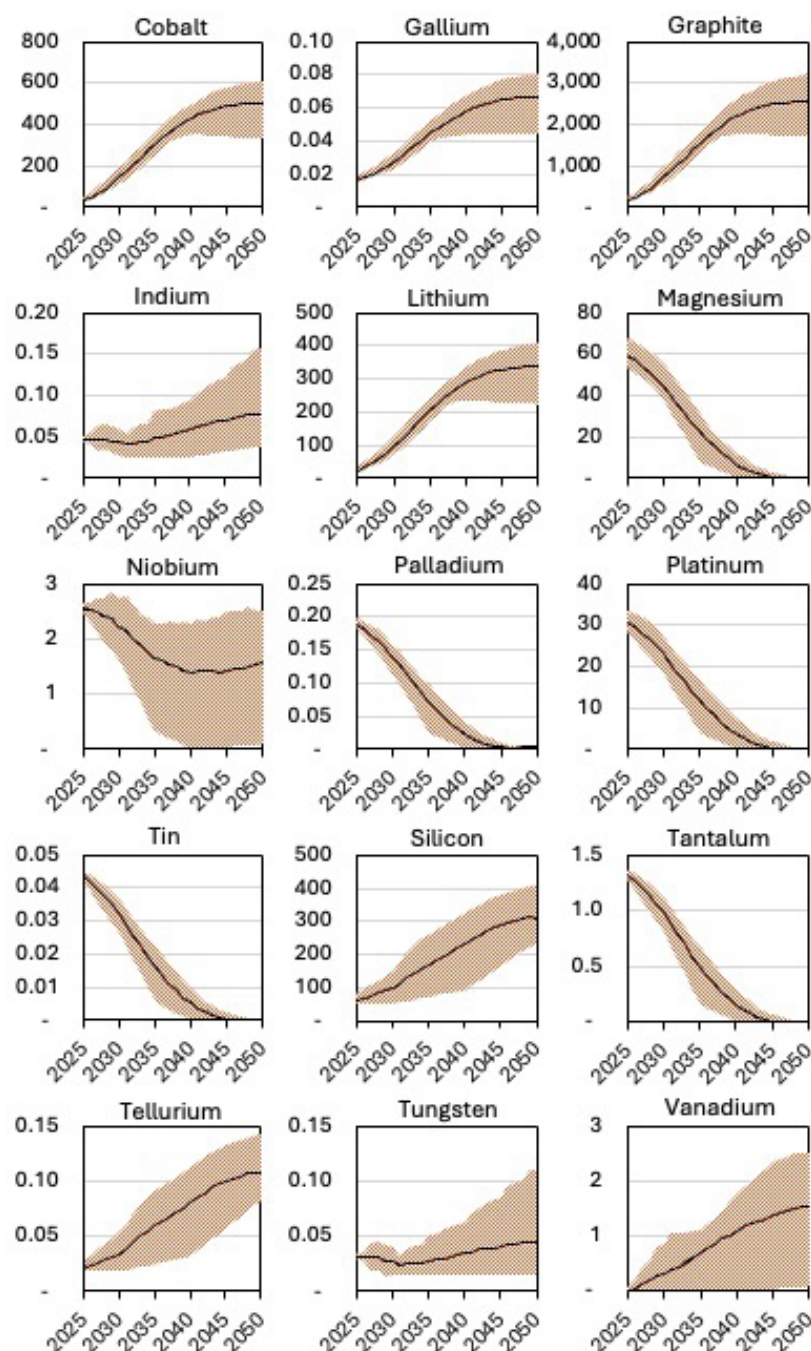 Cobalt
800
600
400
200
-
2025 2030 2035 2040 2045 2050
Gallium
0.10
0.08
0.06
0.04
0.02
-
2025 2030 2035 2040 2045 2050
Graphite
4,000
3,000
2,000
1,000
-
2025 2030 2035 2040 2045 2050
Indium
0.20
0.15
0.10
0.05
-
2025 2030 2035 2040 2045 2050
Lithium
500
400
300
200
100
-
2025 2030 2035 2040 2045 2050
Magnesium
80
60
40
20
-
2025 2030 2035 2040 2045 2050
Niobium
3
2
1
-
2025 2030 2035 2040 2045 2050
Palladium
0.25
0.20
0.15
0.10
0.05
-
2025 2030 2035 2040 2045 2050
Platinum
40
30
20
10
-
2025 2030 2035 2040 2045 2050
Tin
0.05
0.04
0.03
0.02
0.01
-
2025 2030 2035 2040 2045 2050
Silicon
500
400
300
200
100
-
2025 2030 2035 2040 2045 2050
Tantalum
1.5
1.0
0.5
-
2025 2030 2035 2040 2045 2050
Tellurium
0.15
0.10
0.05
-
2025 2030 2035 2040 2045 2050
Tungsten
0.15
0.10
0.05
-
2025 2030 2035 2040 2045 2050
Vanadium
3
2
1
-
2025 2030 2035 2040 2045 2050